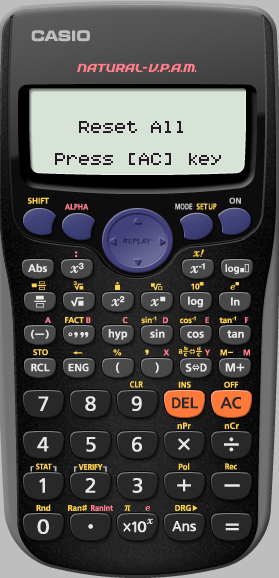 CASIO
NATURAL-V.P.A.M.
Reset All
Press [AC] key
SHIFT ALPHA MODE SETUP ON
REPLAY
: x!
Abs x³ x⁻¹ log▪▯
³√▪ 10▪ e▪
√▪ x² x▪ log ln
A FACT B C sin⁻¹ D cos⁻¹ E tan⁻¹ F
(−) °,,, hyp sin cos tan
STO ← % , X Y M− M
RCL ENG ( ) S⇔D M+
CLR INS OFF
7 8 9 DEL AC
nPr nCr
4 5 6 × ÷
STAT VERIFY Pol Rec
1 2 3 + −
Rnd Ran# RanInt π e DRG▶
0 · ×10ˣ Ans =